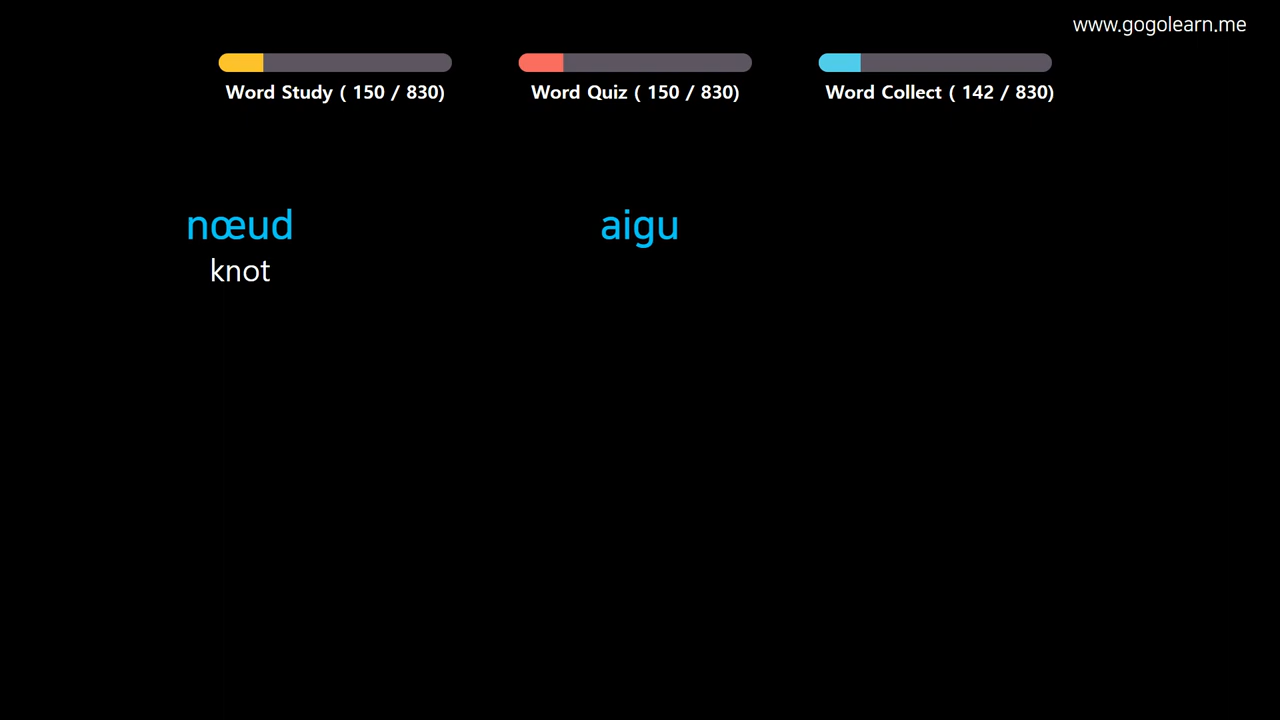 www.gogolearn.me
Word Study ( 150 / 830)
Word Quiz ( 150 / 830)
Word Collect ( 142 / 830)
nœud
aigu
knot